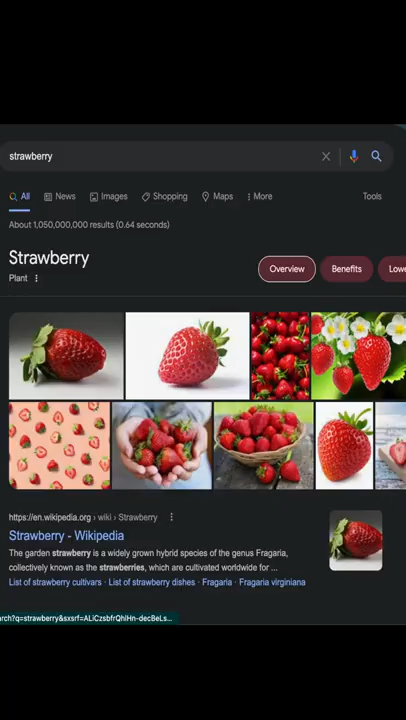 strawberry
All News Images Shopping Maps More Tools
About 1,050,000,000 results (0.64 seconds)
Strawberry
Plant
Overview Benefits Lowe
https://en.wikipedia.org › wiki › Strawberry
Strawberry - Wikipedia
The garden strawberry is a widely grown hybrid species of the genus Fragaria,
collectively known as the strawberries, which are cultivated worldwide for ...
List of strawberry cultivars · List of strawberry dishes · Fragaria · Fragaria virginiana